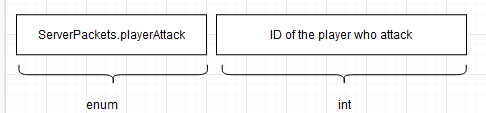 ServerPackets.playerAttack
ID of the player who attack
enum
int